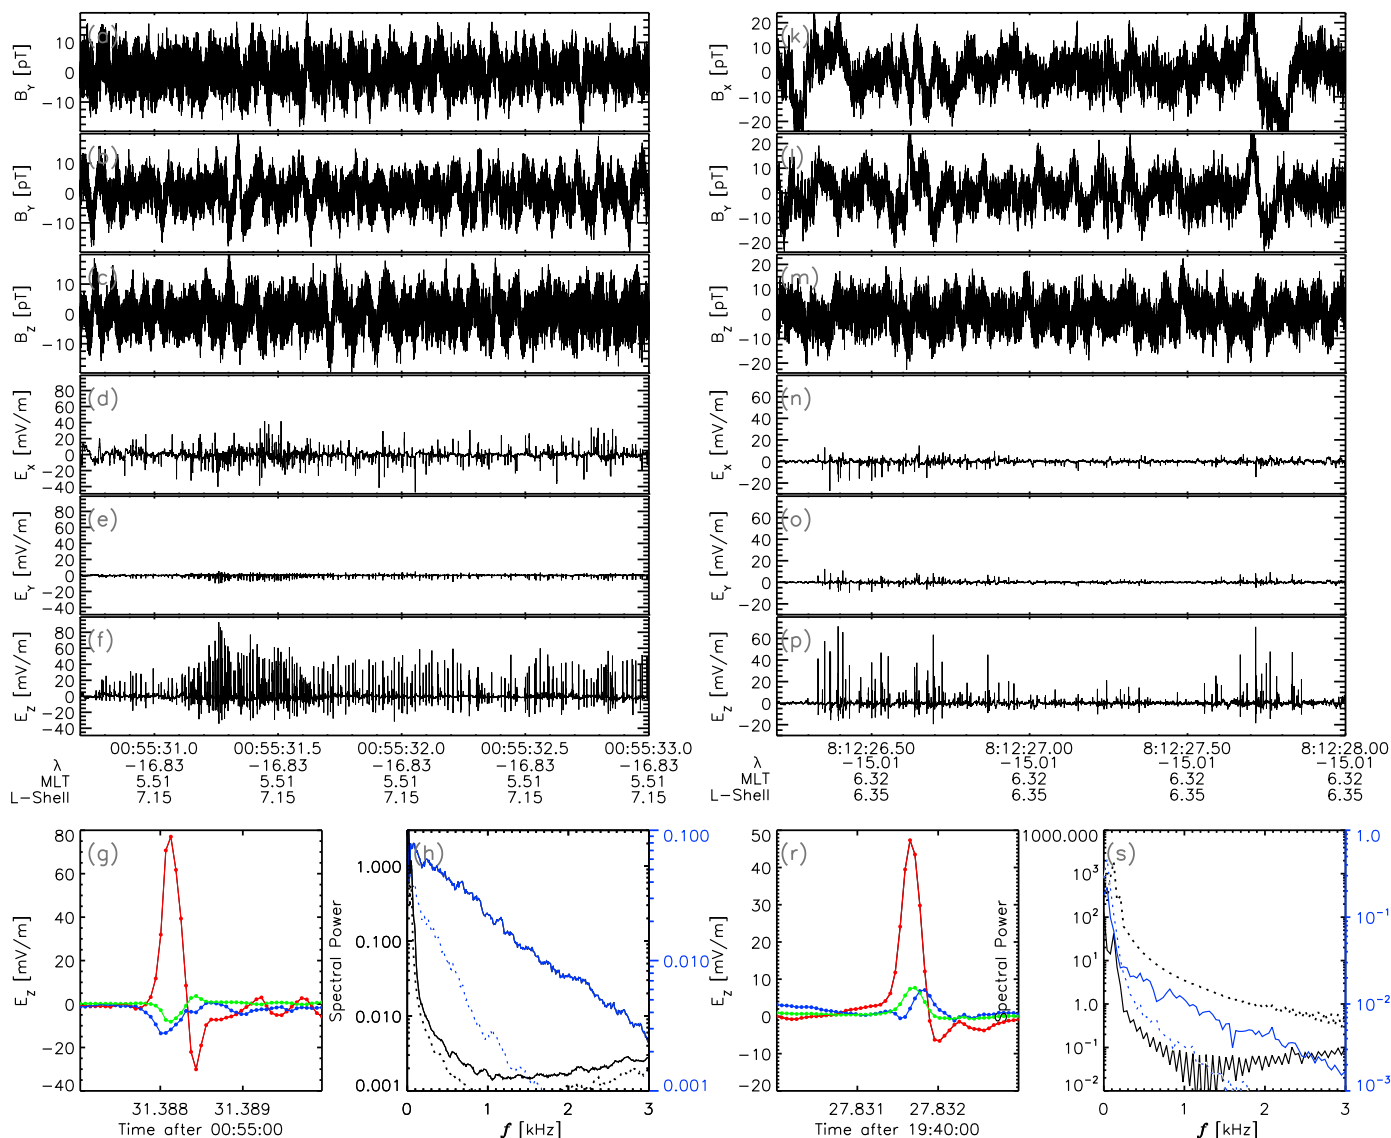 (a)
B_Y [pT]
10
0
−10
(b)
B_Y [pT]
10
0
−10
(c)
B_Z [pT]
10
0
−10
(d)
E_X [mV/m]
80
60
40
20
0
−20
−40
(e)
E_Y [mV/m]
80
60
40
20
0
−20
−40
(f)
E_Z [mV/m]
80
60
40
20
0
−20
−40
00:55:31.0 00:55:31.5 00:55:32.0 00:55:32.5 00:55:33.0
λ −16.83 −16.83 −16.83 −16.83 −16.83
MLT 5.51 5.51 5.51 5.51 5.51
L−Shell 7.15 7.15 7.15 7.15 7.15
(k)
B_X [pT]
20
10
0
−10
−20
(l)
B_Y [pT]
20
10
0
−10
−20
(m)
B_Z [pT]
20
10
0
−10
−20
(n)
E_X [mV/m]
60
40
20
0
−20
(o)
E_Y [mV/m]
60
40
20
0
−20
(p)
E_Z [mV/m]
60
40
20
0
−20
8:12:26.50 8:12:27.00 8:12:27.50 8:12:28.00
λ −15.01 −15.01 −15.01 −15.01
MLT 6.32 6.32 6.32 6.32
L−Shell 6.35 6.35 6.35 6.35
(g)
E_Z [mV/m]
80
60
40
20
0
−20
−40
31.388 31.389
Time after 00:55:00
(h)
Spectral Power
1.000
0.100
0.010
0.001
0.100
0.010
0.001
0 1 2 3
f [kHz]
(r)
E_Z [mV/m]
50
40
30
20
10
0
−10
−20
27.831 27.832
Time after 19:40:00
(s)
Spectral Power
1000.000
10^3
10^2
10^1
1.0
10^−1
10^−2
1.0
10^−1
10^−2
10^−3
0 1 2 3
f [kHz]